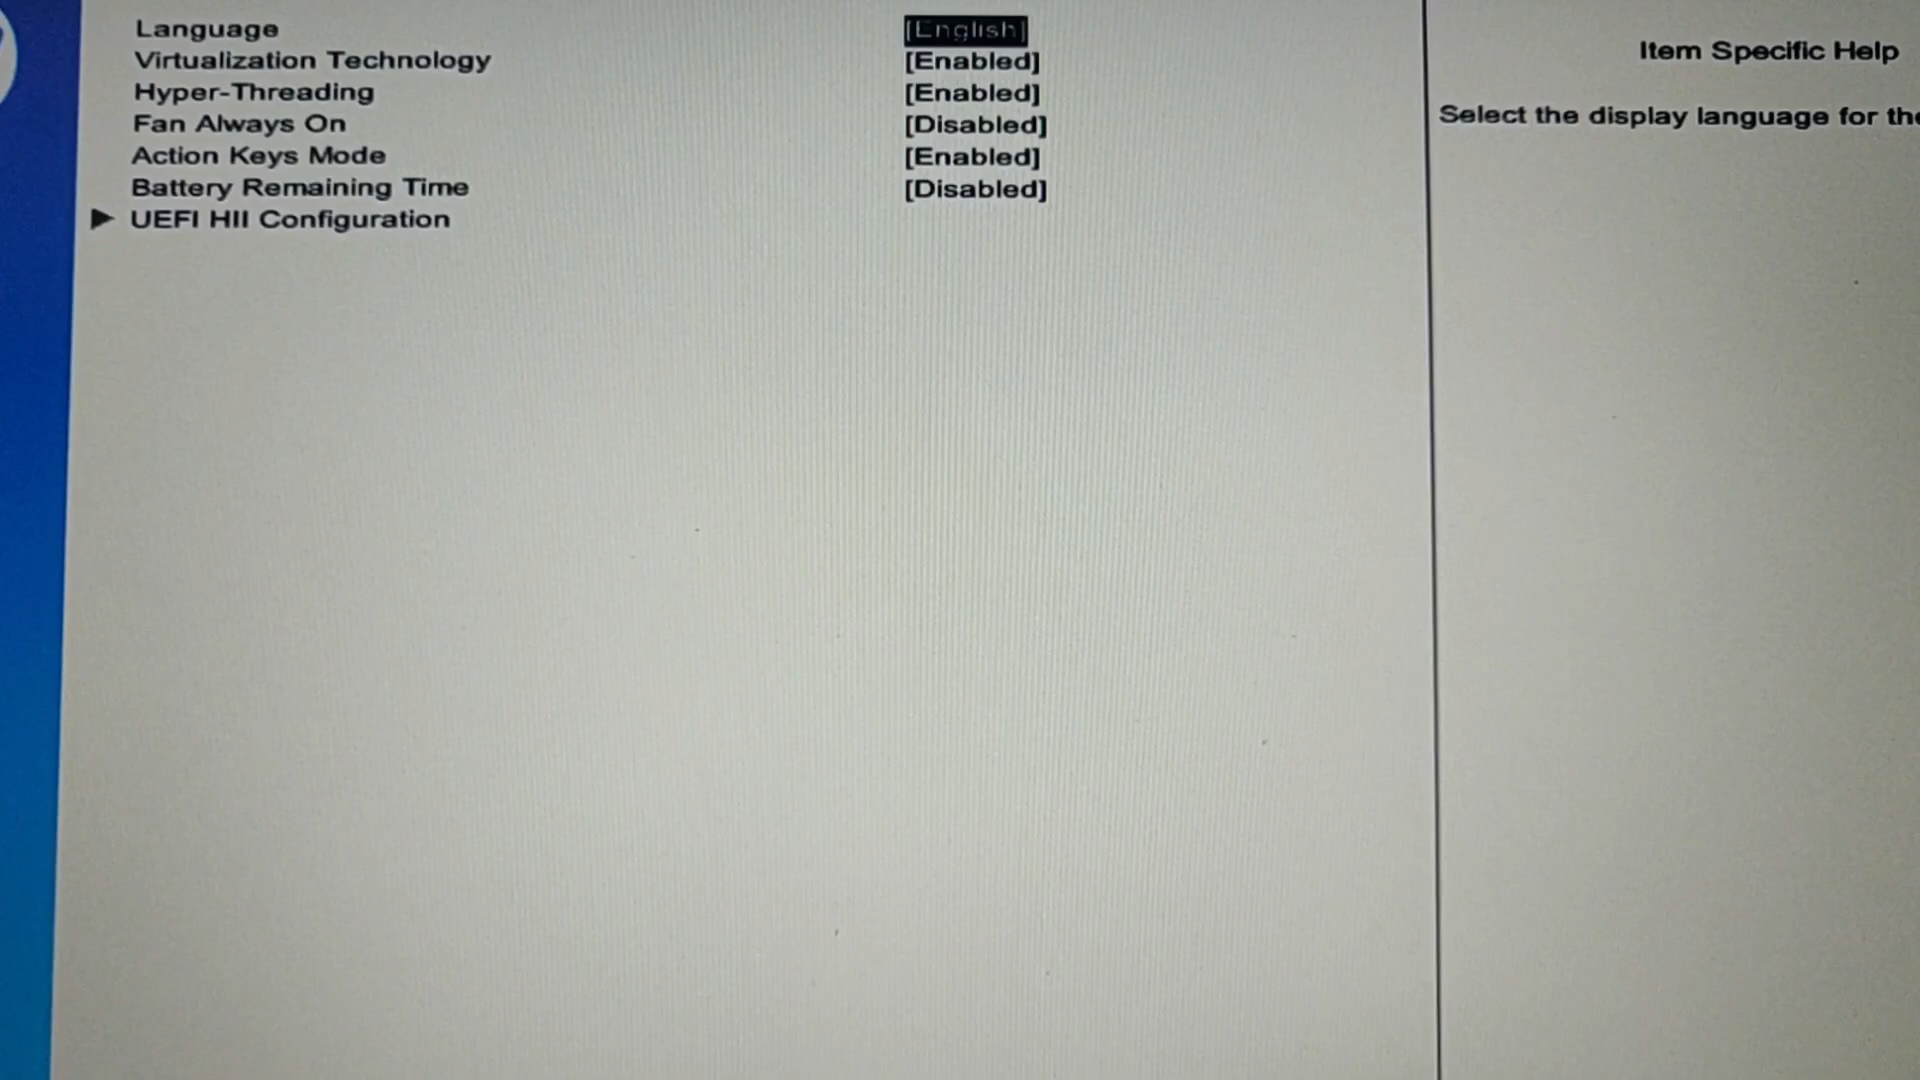 Language [English]
Virtualization Technology [Enabled]
Hyper-Threading [Enabled]
Fan Always On [Disabled]
Action Keys Mode [Enabled]
Battery Remaining Time [Disabled]
UEFI HII Configuration
Item Specific Help
Select the display language for the